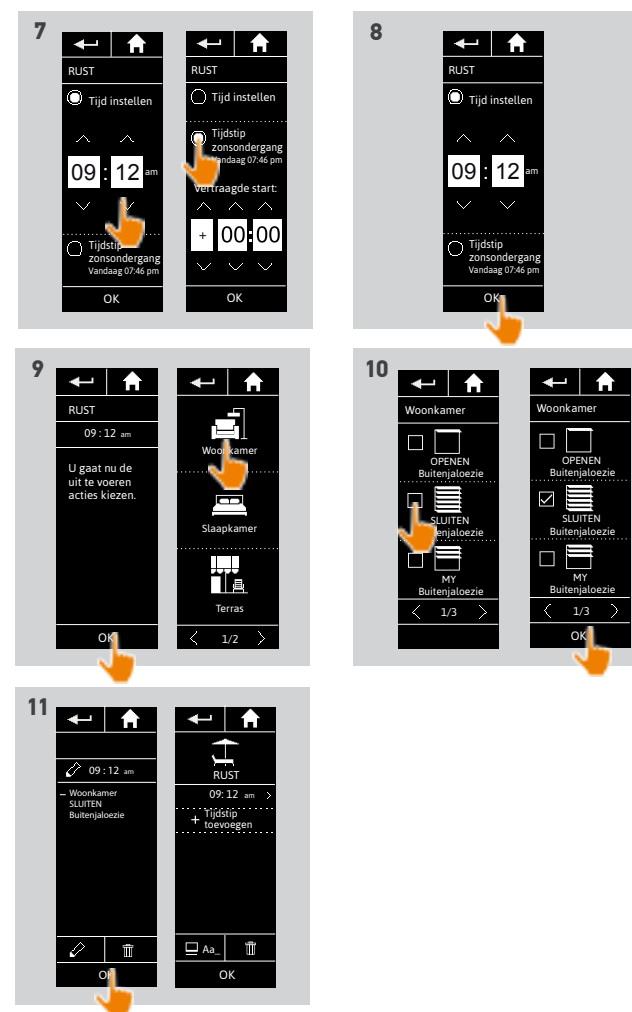 7
RUST
Tijd instellen
09 : 12 am
Tijdstip
zonsondergang
Vandaag 07:46 pm
OK
RUST
Tijd instellen
Tijdstip
zonsondergang
Vandaag 07:46 pm
Vertraagde start:
+ 00:00
OK
8
RUST
Tijd instellen
09 : 12 am
Tijdstip
zonsondergang
Vandaag 07:46 pm
OK
9
RUST
09 : 12 am
U gaat nu de
uit te voeren
acties kiezen.
OK
Woonkamer
Slaapkamer
Terras
1/2
10
Woonkamer
OPENEN
Buitenjaloezie
SLUITEN
Buitenjaloezie
MY
Buitenjaloezie
1/3
Woonkamer
OPENEN
Buitenjaloezie
SLUITEN
Buitenjaloezie
MY
Buitenjaloezie
1/3
OK
11
09 : 12 am
– Woonkamer
SLUITEN
Buitenjaloezie
OK
RUST
09: 12 am >
+ Tijdstip
toevoegen
Aa_
OK